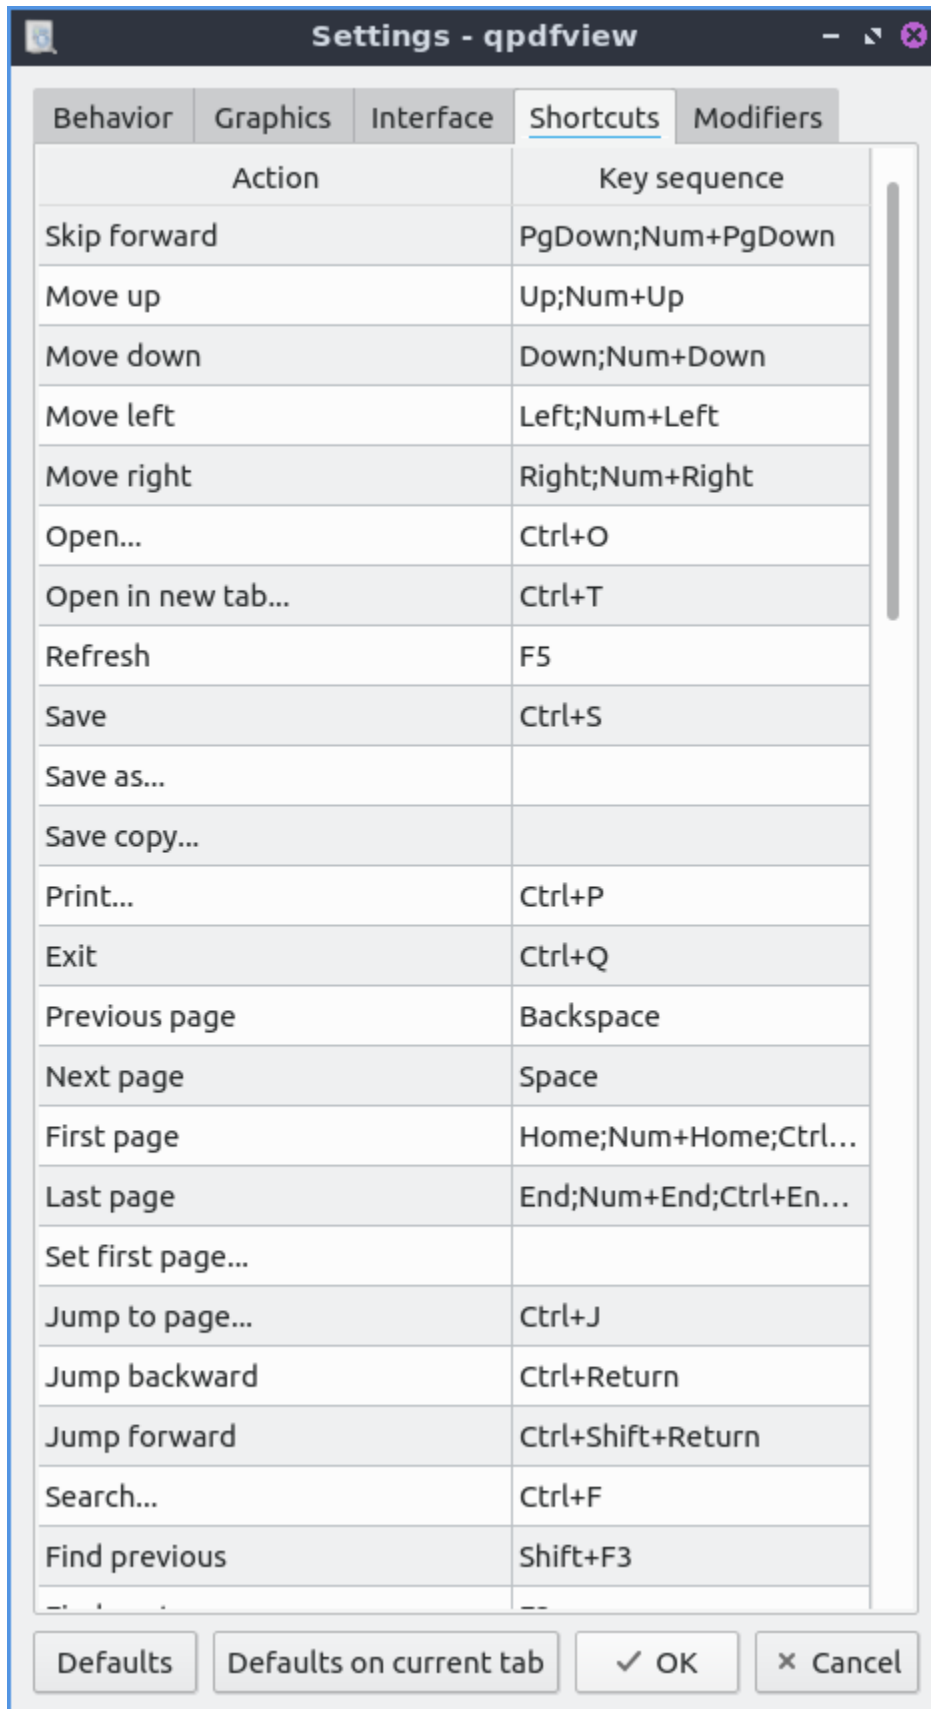 Settings - qpdfview
Behavior Graphics Interface Shortcuts Modifiers
Action Key sequence
Skip forward PgDown;Num+PgDown
Move up Up;Num+Up
Move down Down;Num+Down
Move left Left;Num+Left
Move right Right;Num+Right
Open... Ctrl+O
Open in new tab... Ctrl+T
Refresh F5
Save Ctrl+S
Save as...
Save copy...
Print... Ctrl+P
Exit Ctrl+Q
Previous page Backspace
Next page Space
First page Home;Num+Home;Ctrl...
Last page End;Num+End;Ctrl+En...
Set first page...
Jump to page... Ctrl+J
Jump backward Ctrl+Return
Jump forward Ctrl+Shift+Return
Search... Ctrl+F
Find previous Shift+F3
Defaults Defaults on current tab OK Cancel